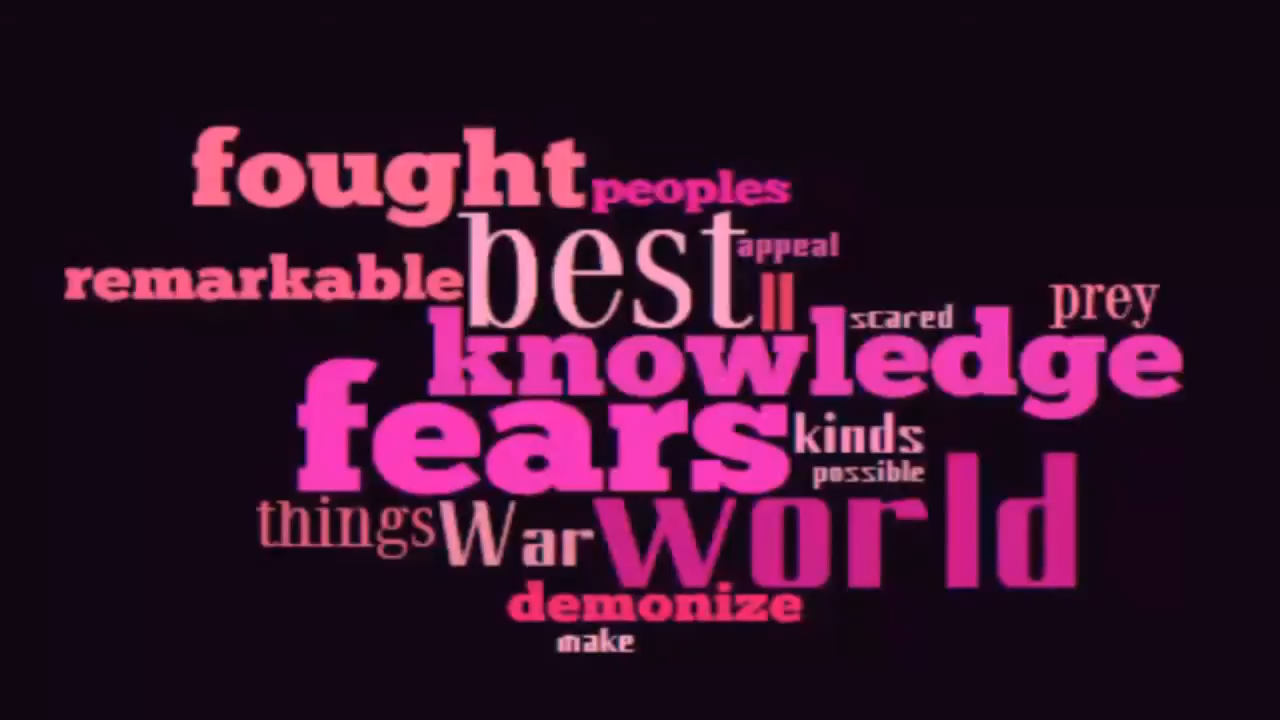 fought peoples
best appeal
remarkable II prey
scared
knowledge
fears kinds
possible
things War world
demonize
make